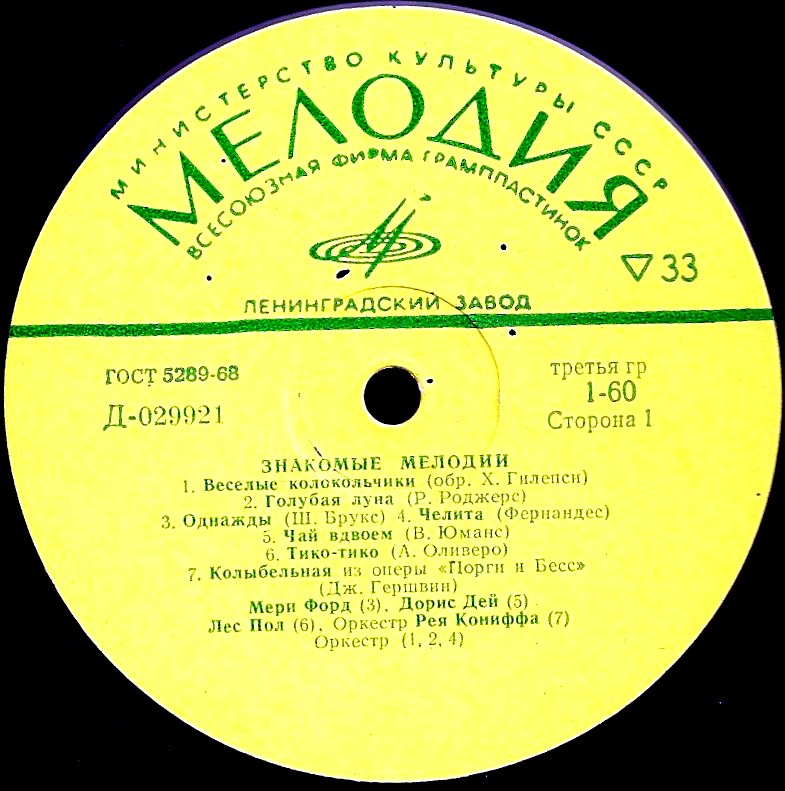 МИНИСТЕРСТВО КУЛЬТУРЫ СССР
МЕЛОДИЯ
ВСЕСОЮЗНАЯ ФИРМА ГРАМПЛАСТИНОК
▽ 33
ЛЕНИНГРАДСКИЙ ЗАВОД
ГОСТ 5289-68
Д-029921
третья гр
1-60
Сторона 1
ЗНАКОМЫЕ МЕЛОДИИ
1. Веселые колокольчики (обр. Х. Гилепси)
2. Голубая луна (Р. Роджерс)
3. Однажды (Ш. Брукс) 4. Челита (Фернандес)
5. Чай вдвоем (В. Юманс)
6. Тико-тико (А. Оливеро)
7. Колыбельная из оперы «Порги и Бесс»
(Дж. Гершвин)
Мери Форд (3), Дорис Дей (5)
Лес Пол (6), Оркестр Рея Кониффа (7)
Оркестр (1, 2, 4)